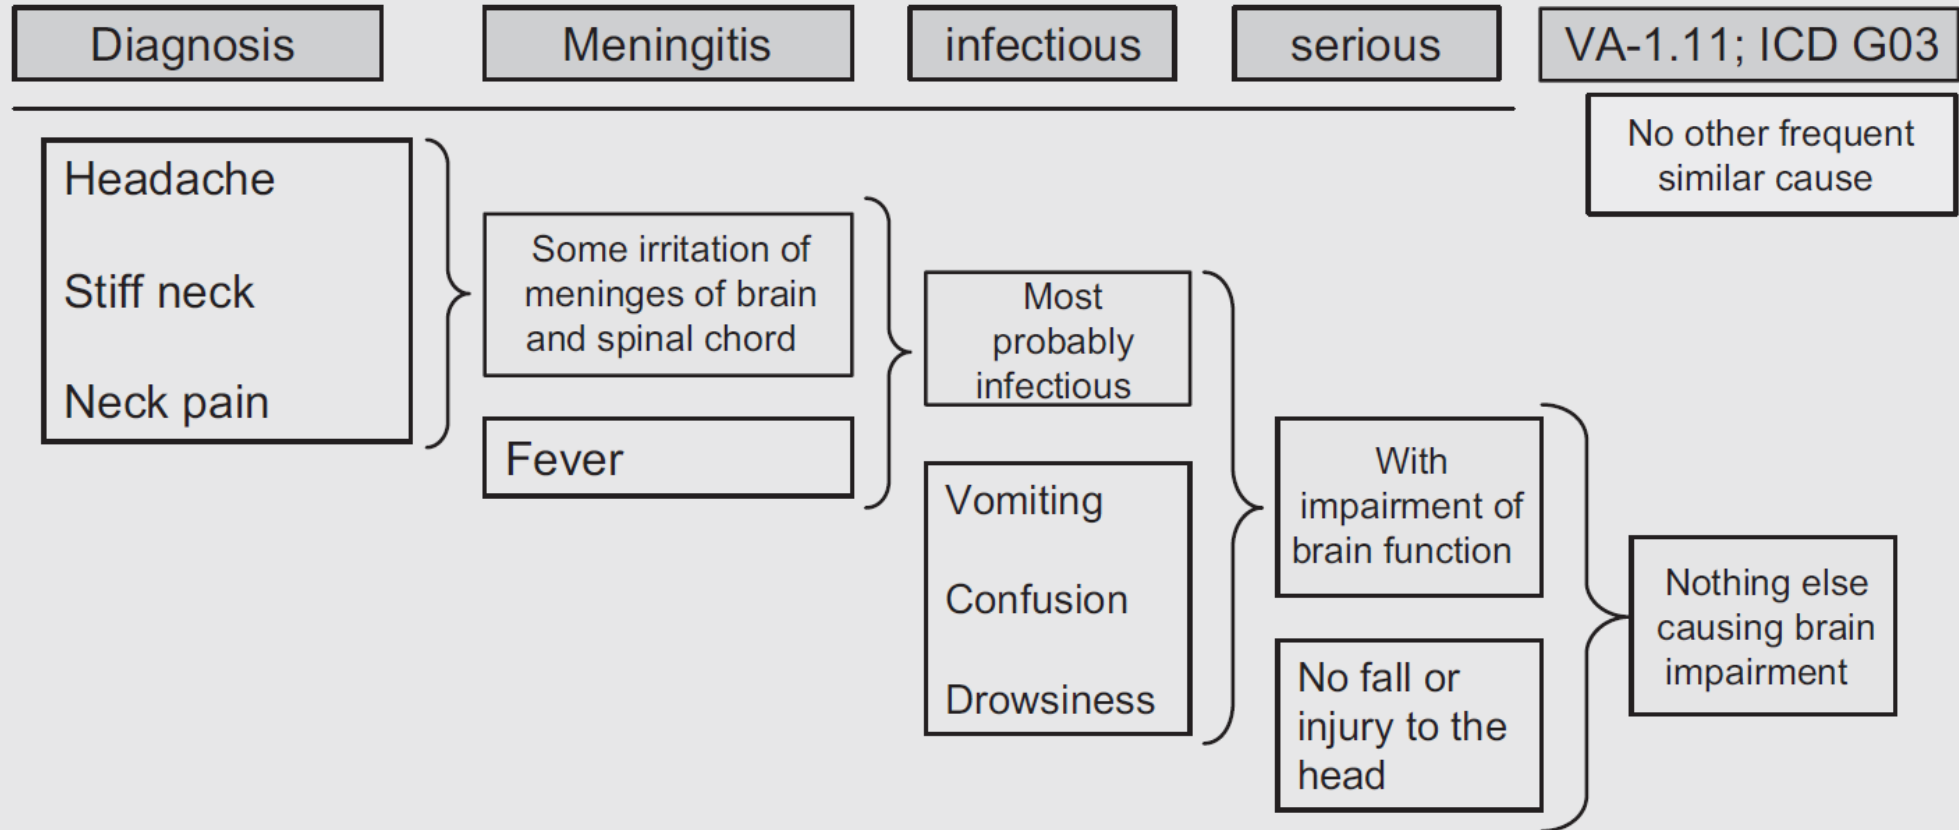 Diagnosis
Meningitis
infectious
serious
VA-1.11; ICD G03
No other frequent
similar cause
Headache
Stiff neck
Neck pain
Some irritation of
meninges of brain
and spinal chord
Fever
Most
probably
infectious
Vomiting
Confusion
Drowsiness
With
impairment of
brain function
No fall or
injury to the
head
Nothing else
causing brain
impairment